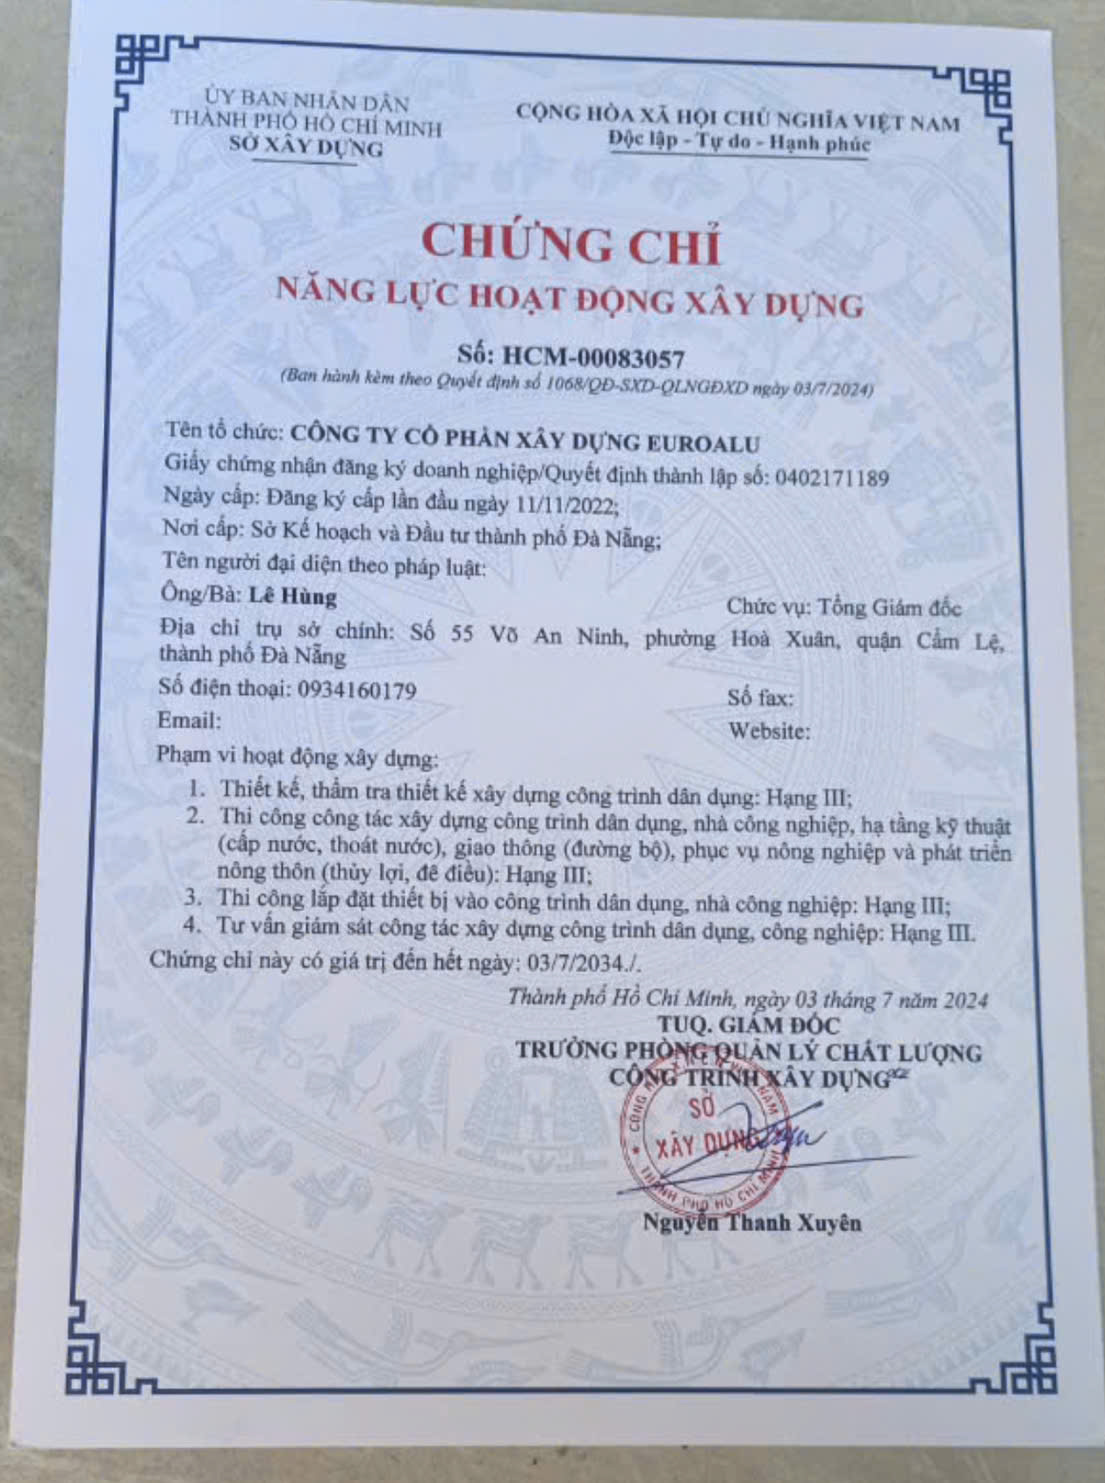 ỦY BAN NHÂN DÂN
THÀNH PHỐ HỒ CHÍ MINH
SỞ XÂY DỰNG
CỘNG HÒA XÃ HỘI CHỦ NGHĨA VIỆT NAM
Độc lập - Tự do - Hạnh phúc
CHỨNG CHỈ
NĂNG LỰC HOẠT ĐỘNG XÂY DỰNG
Số: HCM-00083057
(Ban hành kèm theo Quyết định số 1068/QĐ-SXD-QLNGĐXD ngày 03/7/2024)
Tên tổ chức: CÔNG TY CỔ PHẦN XÂY DỰNG EUROALU
Giấy chứng nhận đăng ký doanh nghiệp/Quyết định thành lập số: 0402171189
Ngày cấp: Đăng ký cấp lần đầu ngày 11/11/2022;
Nơi cấp: Sở Kế hoạch và Đầu tư thành phố Đà Nẵng;
Tên người đại diện theo pháp luật:
Ông/Bà: Lê Hùng
Chức vụ: Tổng Giám đốc
Địa chỉ trụ sở chính: Số 55 Võ An Ninh, phường Hoà Xuân, quận Cẩm Lệ,
thành phố Đà Nẵng
Số điện thoại: 0934160179
Số fax:
Email:
Website:
Phạm vi hoạt động xây dựng:
1. Thiết kế, thẩm tra thiết kế xây dựng công trình dân dụng: Hạng III;
2. Thi công công tác xây dựng công trình dân dụng, nhà công nghiệp, hạ tầng kỹ thuật
(cấp nước, thoát nước), giao thông (đường bộ), phục vụ nông nghiệp và phát triển
nông thôn (thủy lợi, đê điều): Hạng III;
3. Thi công lắp đặt thiết bị vào công trình dân dụng, nhà công nghiệp: Hạng III;
4. Tư vấn giám sát công tác xây dựng công trình dân dụng, công nghiệp: Hạng III.
Chứng chỉ này có giá trị đến hết ngày: 03/7/2034./.
Thành phố Hồ Chí Minh, ngày 03 tháng 7 năm 2024
TUQ. GIÁM ĐỐC
TRƯỞNG PHÒNG QUẢN LÝ CHẤT LƯỢNG
CÔNG TRÌNH XÂY DỰNG
SỞ
XÂY DỰNG
THÀNH PHỐ HỒ CHÍ MINH
Nguyễn Thanh Xuyên